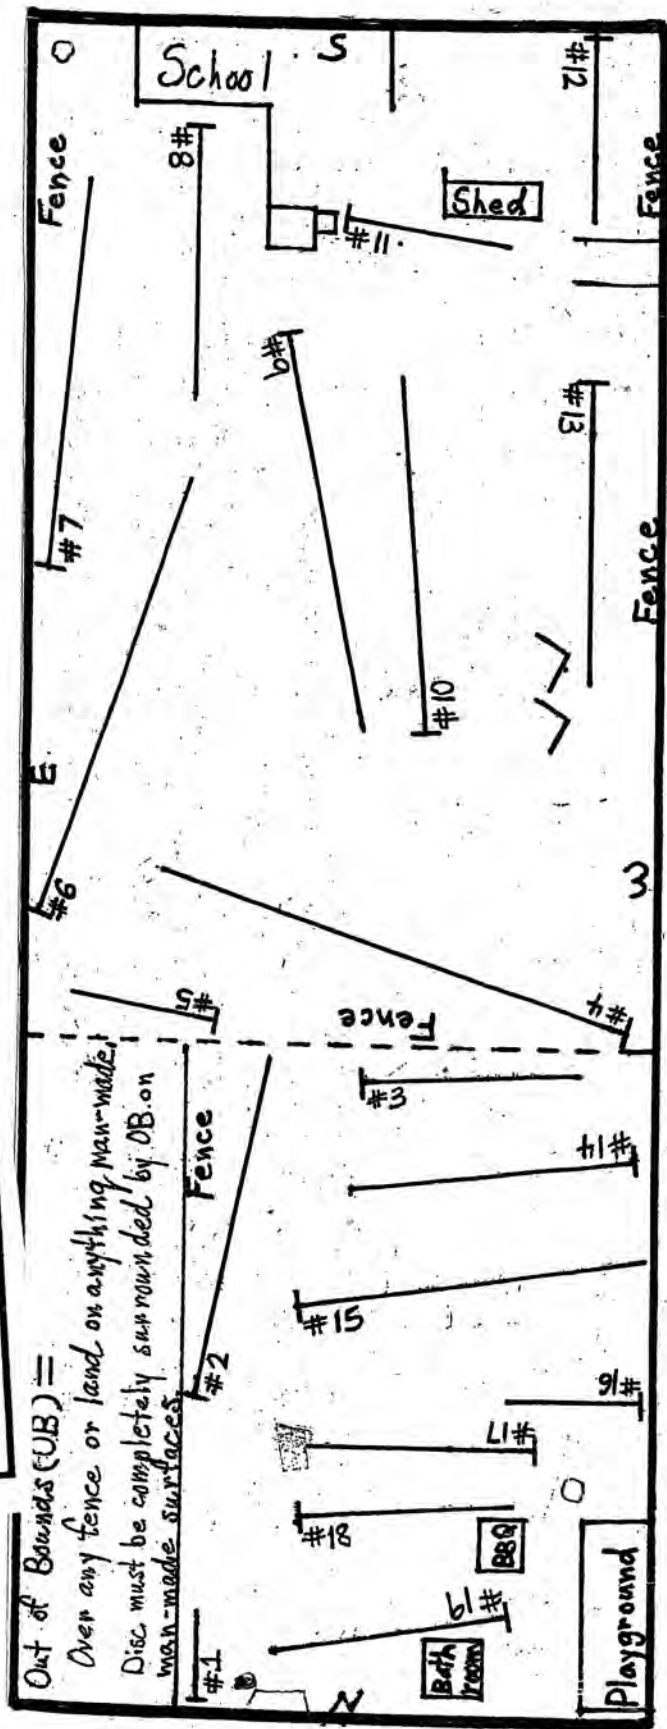 School
S
#12
Fence
#8
Fence
Shed
#11
#9
#13
#7
Fence
#10
E
#6
3
#5
#4
Fence
Out of Bounds (OB) =
Over any fence or land on anything man-made.
Disc must be completely surrounded by OB on
man-made surfaces.
Fence
#3
#14
#2
#15
#16
#17
#18
BBQ
#19
Bath
room
Playground
#1
N